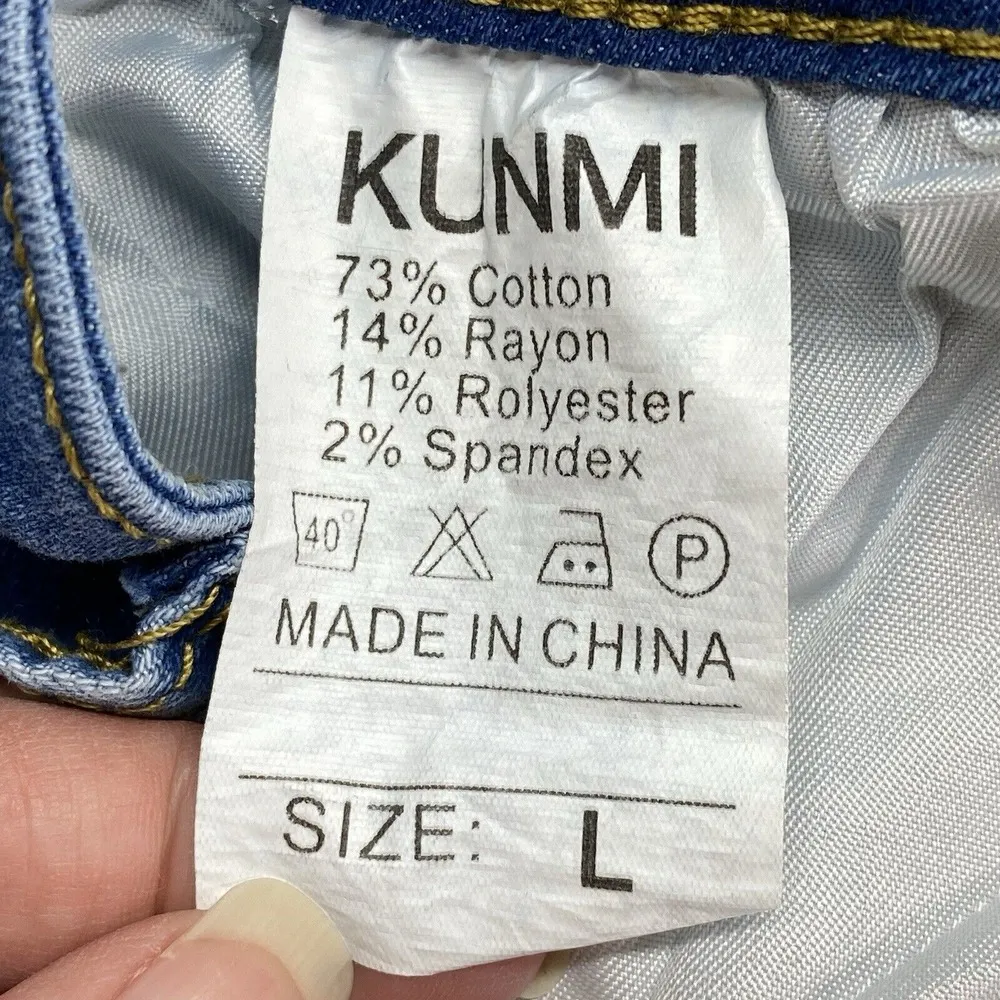 KUNMI
73% Cotton
14% Rayon
11% Rolyester
2% Spandex
40° P
MADE IN CHINA
SIZE: L